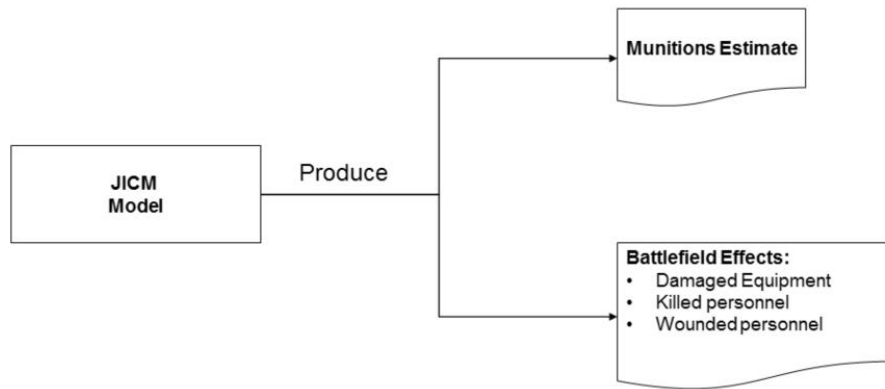 Munitions Estimate
JICM
Model
Produce
Battlefield Effects:
• Damaged Equipment
• Killed personnel
• Wounded personnel